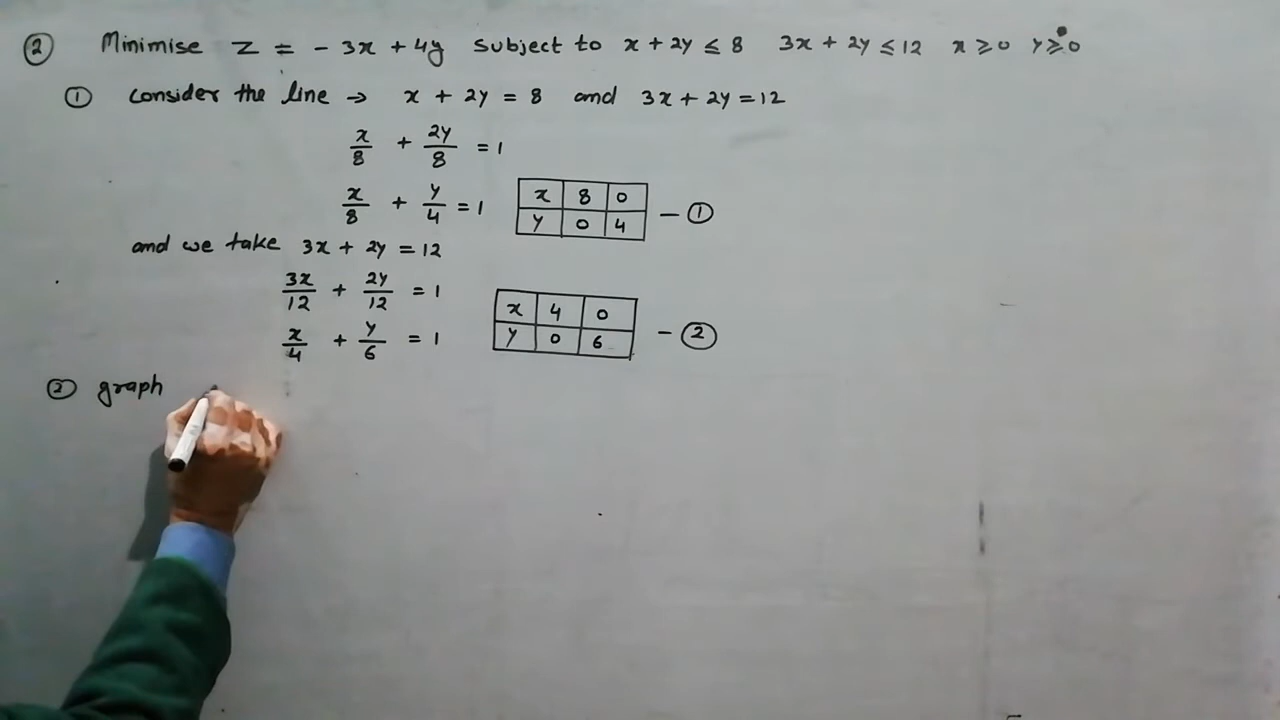 ② Minimise Z = - 3x + 4y subject to x + 2y ≤ 8 3x + 2y ≤ 12 x ≥ 0 y ≥ 0
① consider the line → x + 2y = 8 and 3x + 2y = 12
x/8 + 2y/8 = 1
x/8 + y/4 = 1
x 8 0
y 0 4
- ①
and we take 3x + 2y = 12
3x/12 + 2y/12 = 1
x/4 + y/6 = 1
x 4 0
y 0 6
- ②
② graph